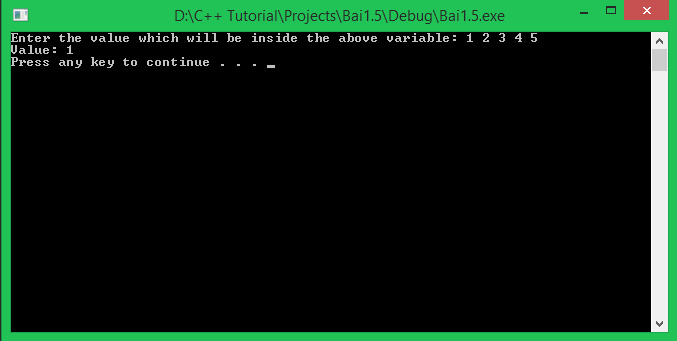 D:\C++ Tutorial\Projects\Bai1.5\Debug\Bai1.5.exe
Enter the value which will be inside the above variable: 1 2 3 4 5
Value: 1
Press any key to continue . . .